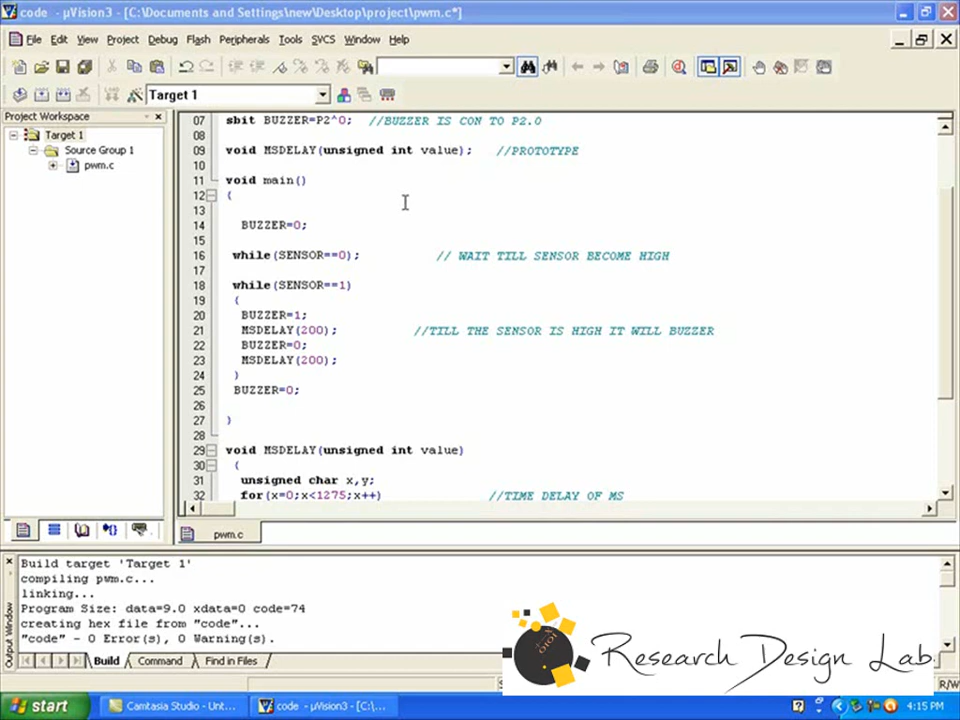 code - µVision3 - [C:\Documents and Settings\new\Desktop\project\pwm.c*]
File Edit View Project Debug Flash Peripherals Tools SVCS Window Help
Target 1
Project Workspace
Target 1
Source Group 1
pwm.c
07 sbit BUZZER=P2^0; //BUZZER IS CON TO P2.0
08
09 void MSDELAY(unsigned int value); //PROTOTYPE
10
11 void main()
12 {
13
14 BUZZER=0;
15
16 while(SENSOR==0); // WAIT TILL SENSOR BECOME HIGH
17
18 while(SENSOR==1)
19 {
20 BUZZER=1;
21 MSDELAY(200); //TILL THE SENSOR IS HIGH IT WILL BUZZER
22 BUZZER=0;
23 MSDELAY(200);
24 }
25 BUZZER=0;
26
27 }
28
29 void MSDELAY(unsigned int value)
30 {
31 unsigned char x,y;
32 for(x=0;x<1275;x++) //TIME DELAY OF MS
pwm.c
Build target 'Target 1'
compiling pwm.c...
linking...
Program Size: data=9.0 xdata=0 code=74
creating hex file from "code"...
"code" - 0 Error(s), 0 Warning(s).
Output Window
Build Command Find in Files
Research Design Lab
R/W
start
Camtasia Studio - Unt...
code - µVision3 - [C:\...
4:15 PM